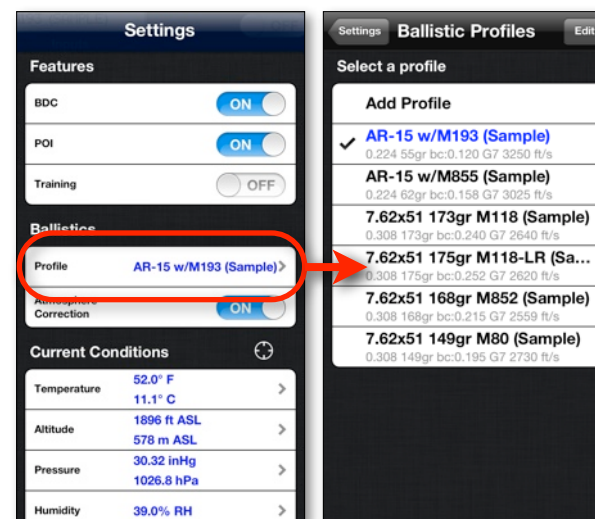 Settings
Features
BDC ON
POI ON
Training OFF
Ballistics
Profile AR-15 w/M193 (Sample)
Atmosphere
Correction ON
Current Conditions
Temperature 52.0° F
11.1° C
Altitude 1896 ft ASL
578 m ASL
Pressure 30.32 inHg
1026.8 hPa
Humidity 39.0% RH
Settings Ballistic Profiles Edit
Select a profile
Add Profile
AR-15 w/M193 (Sample)
0.224 55gr bc:0.120 G7 3250 ft/s
AR-15 w/M855 (Sample)
0.224 62gr bc:0.158 G7 3025 ft/s
7.62x51 173gr M118 (Sample)
0.308 173gr bc:0.240 G7 2640 ft/s
7.62x51 175gr M118-LR (Sa...
0.308 175gr bc:0.252 G7 2620 ft/s
7.62x51 168gr M852 (Sample)
0.308 168gr bc:0.215 G7 2559 ft/s
7.62x51 149gr M80 (Sample)
0.308 149gr bc:0.195 G7 2730 ft/s